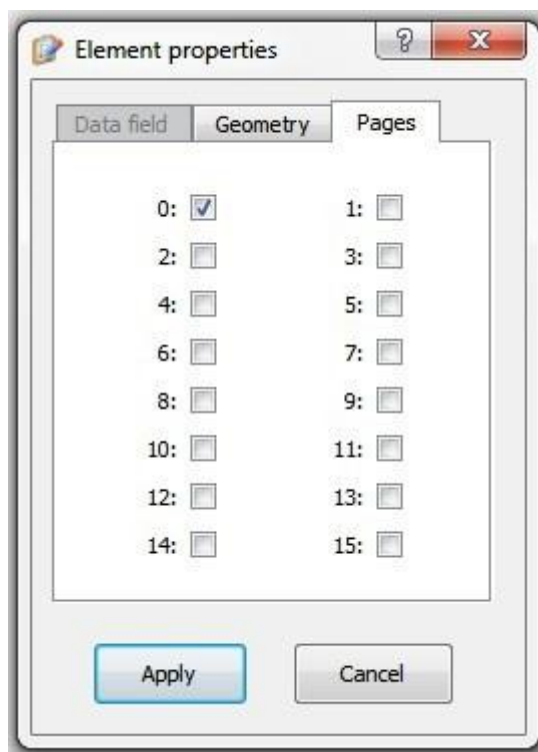 Element properties
Data field Geometry Pages
0: 1:
2: 3:
4: 5:
6: 7:
8: 9:
10: 11:
12: 13:
14: 15:
Apply Cancel